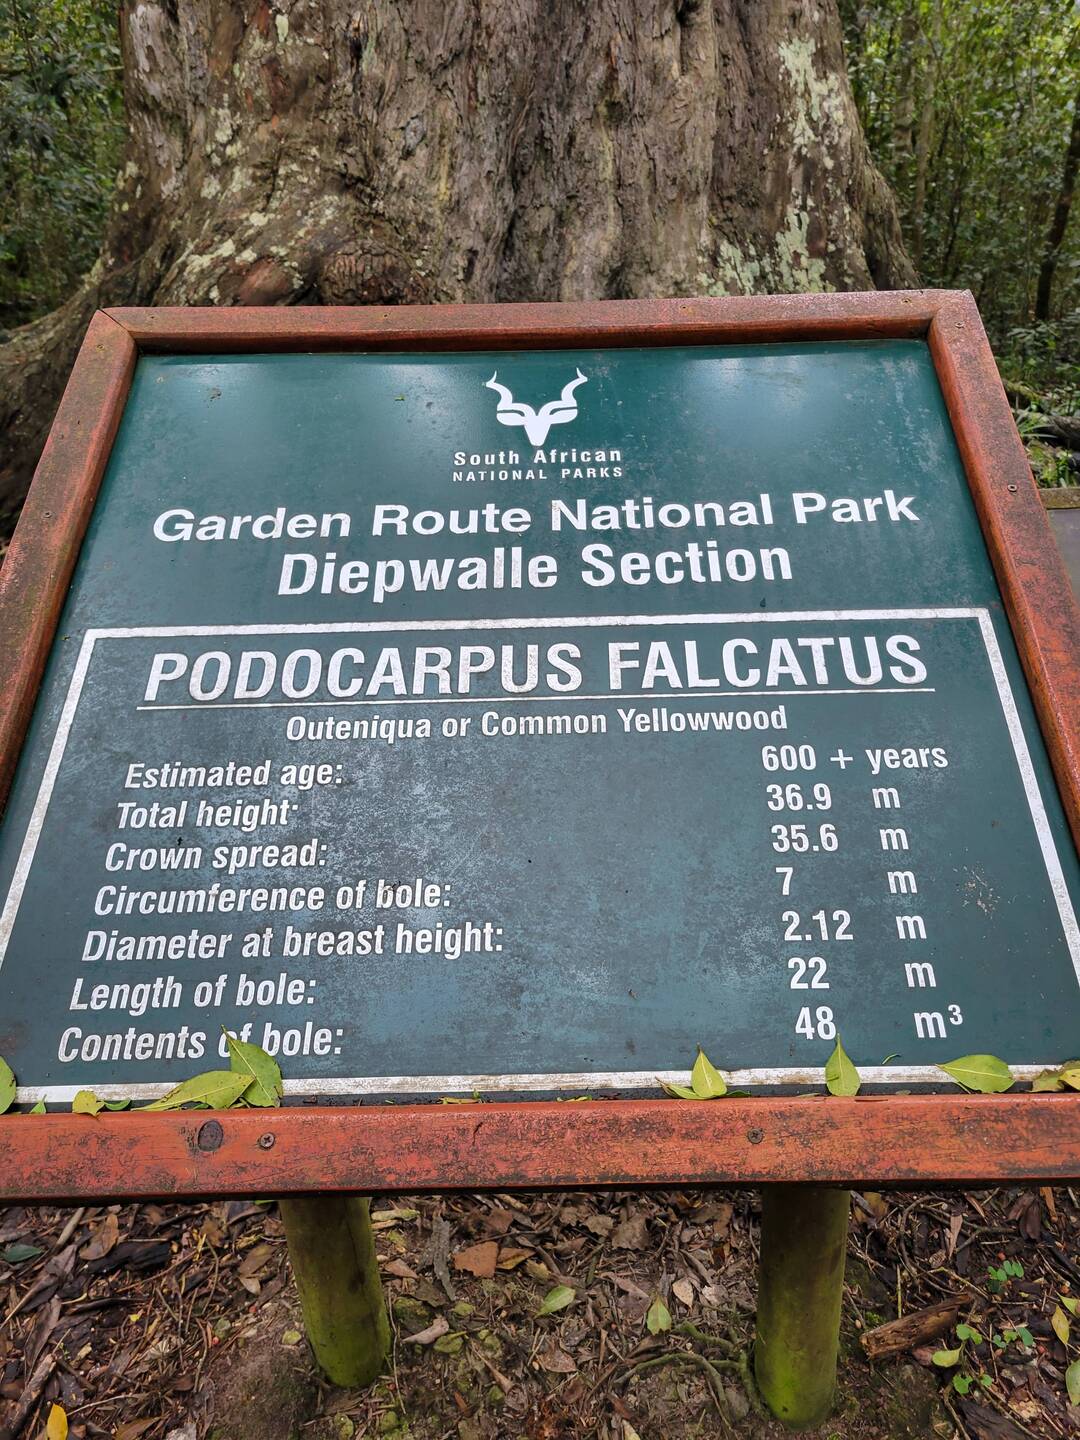 South African
NATIONAL PARKS
Garden Route National Park
Diepwalle Section
PODOCARPUS FALCATUS
Outeniqua or Common Yellowwood
Estimated age: 600 + years
Total height: 36.9 m
Crown spread: 35.6 m
Circumference of bole: 7 m
Diameter at breast height: 2.12 m
Length of bole: 22 m
Contents of bole: 48 m³